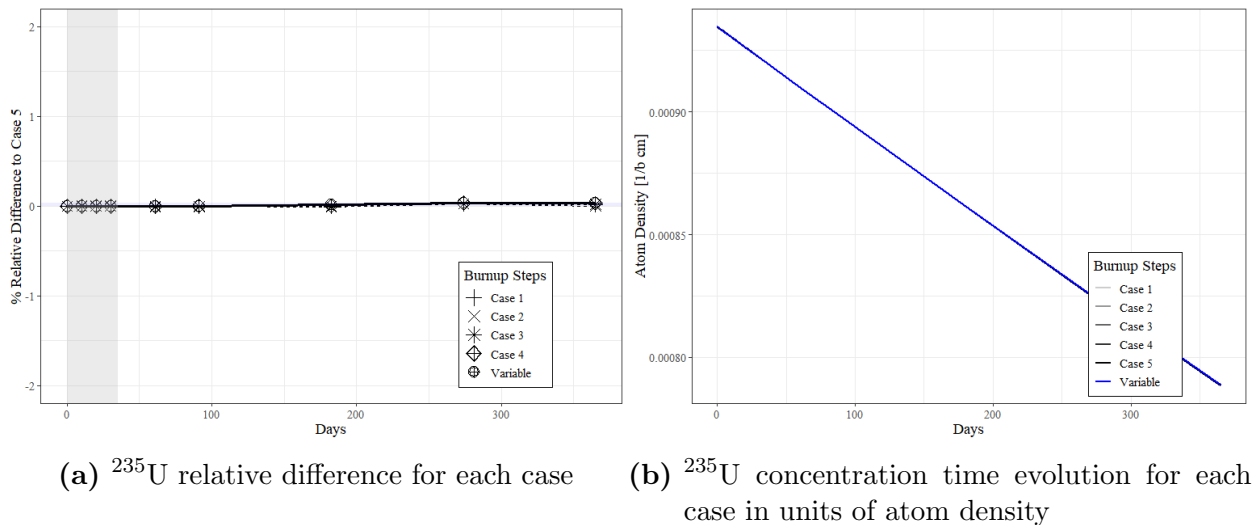 % Relative Difference to Case 5
2
1
0
-1
-2
0
100
200
300
Days
Burnup Steps
Case 1
Case 2
Case 3
Case 4
Variable
Atom Density [1/b cm]
0.00090
0.00085
0.00080
0
100
200
300
Days
Burnup Steps
Case 1
Case 2
Case 3
Case 4
Case 5
Variable
(a) ²³⁵U relative difference for each case
(b) ²³⁵U concentration time evolution for each
case in units of atom density